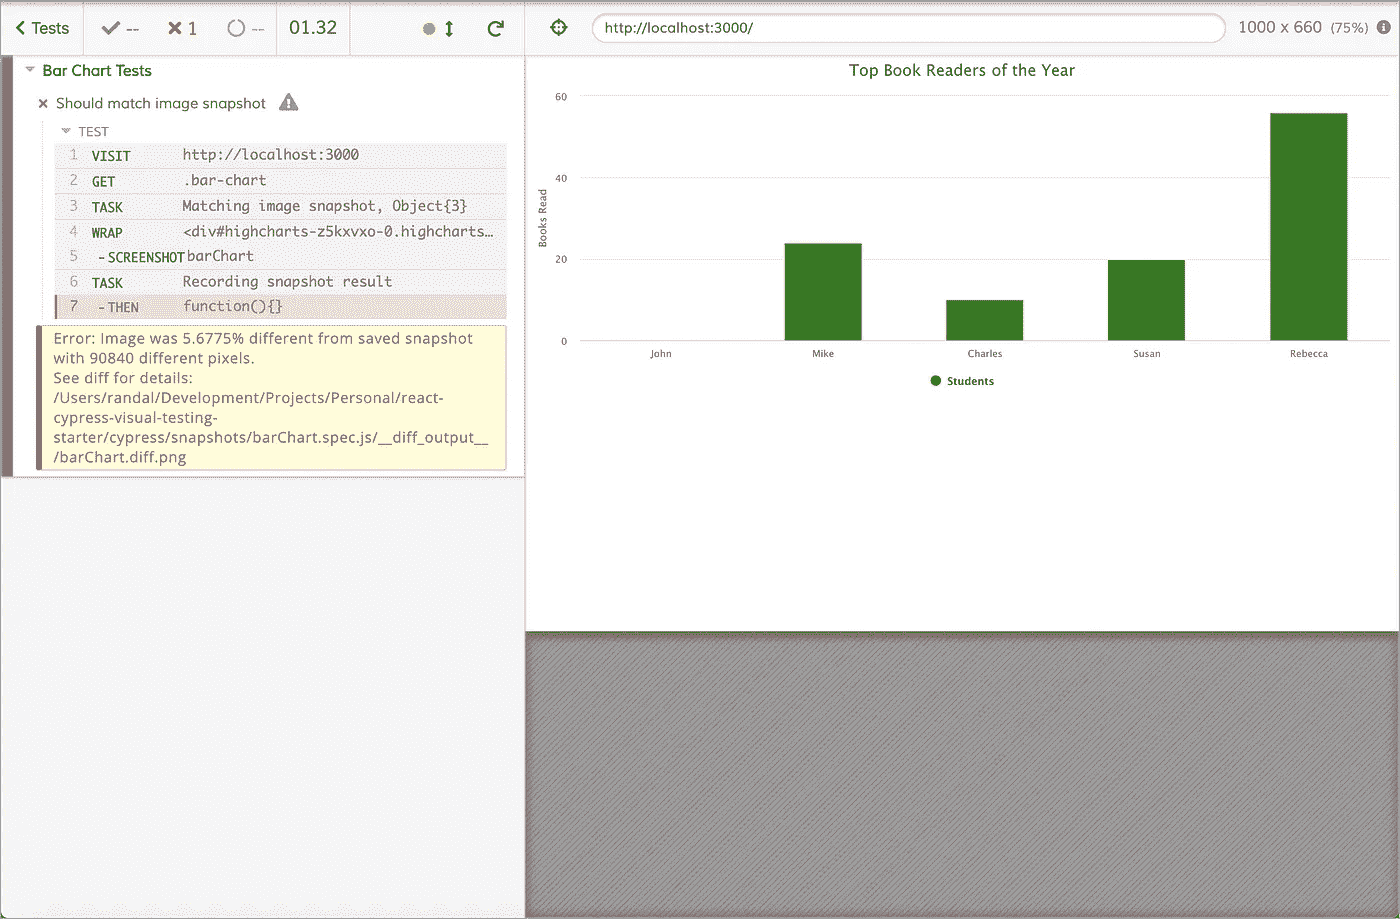 Tests
--
1
--
01.32
http://localhost:3000/
1000 x 660 (75%)
Bar Chart Tests
Should match image snapshot
TEST
1 VISIT http://localhost:3000
2 GET .bar-chart
3 TASK Matching image snapshot, Object{3}
4 WRAP <div#highcharts-z5kxvxo-0.highcharts…
5 -SCREENSHOT barChart
6 TASK Recording snapshot result
7 -THEN function(){}
Error: Image was 5.6775% different from saved snapshot
with 90840 different pixels.
See diff for details:
/Users/randal/Development/Projects/Personal/react-
cypress-visual-testing-
starter/cypress/snapshots/barChart.spec.js/__diff_output__
/barChart.diff.png
Top Book Readers of the Year
Books Read
60
40
20
0
John
Mike
Charles
Susan
Rebecca
Students